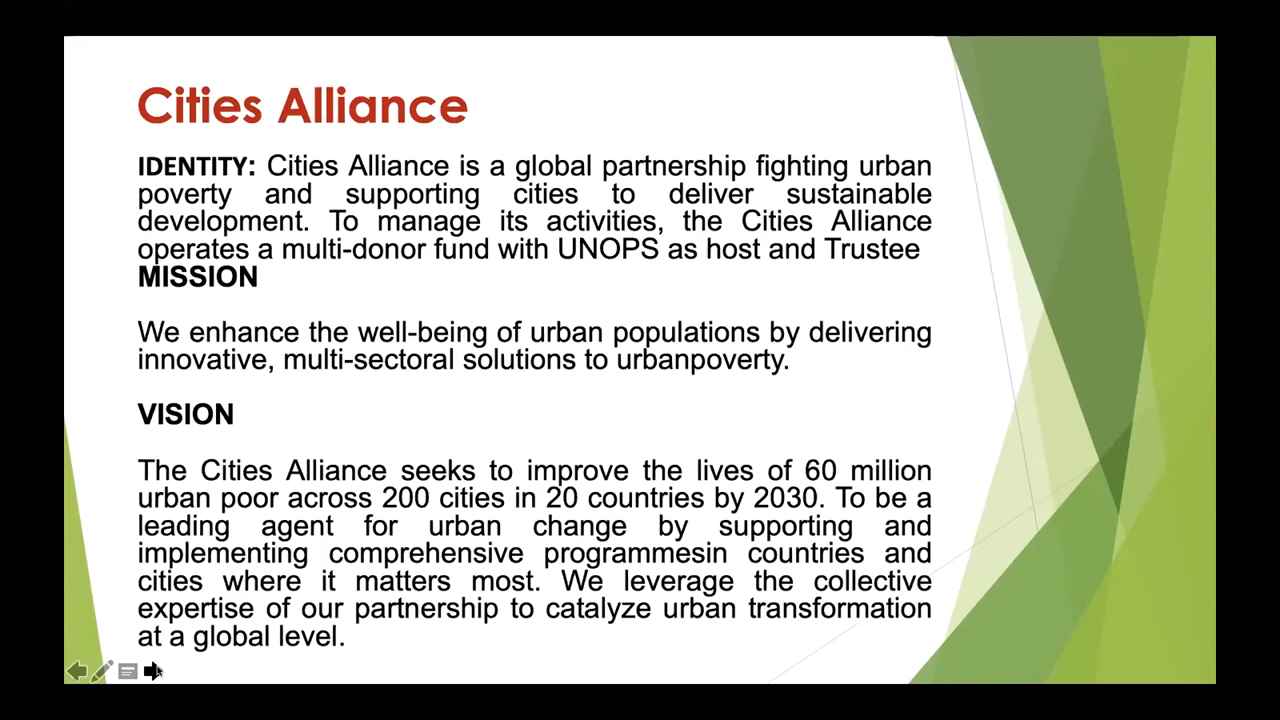 Cities Alliance
IDENTITY: Cities Alliance is a global partnership fighting urban
poverty and supporting cities to deliver sustainable
development. To manage its activities, the Cities Alliance
operates a multi-donor fund with UNOPS as host and Trustee
MISSION
We enhance the well-being of urban populations by delivering
innovative, multi-sectoral solutions to urbanpoverty.
VISION
The Cities Alliance seeks to improve the lives of 60 million
urban poor across 200 cities in 20 countries by 2030. To be a
leading agent for urban change by supporting and
implementing comprehensive programmesin countries and
cities where it matters most. We leverage the collective
expertise of our partnership to catalyze urban transformation
at a global level.